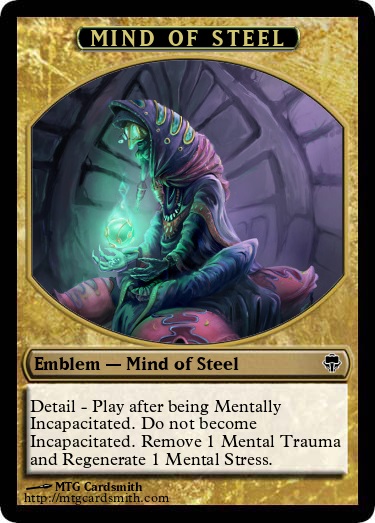 MIND OF STEEL
Emblem — Mind of Steel
Detail - Play after being Mentally
Incapacitated. Do not become
Incapacitated. Remove 1 Mental Trauma
and Regenerate 1 Mental Stress.
MTG Cardsmith
http://mtgcardsmith.com